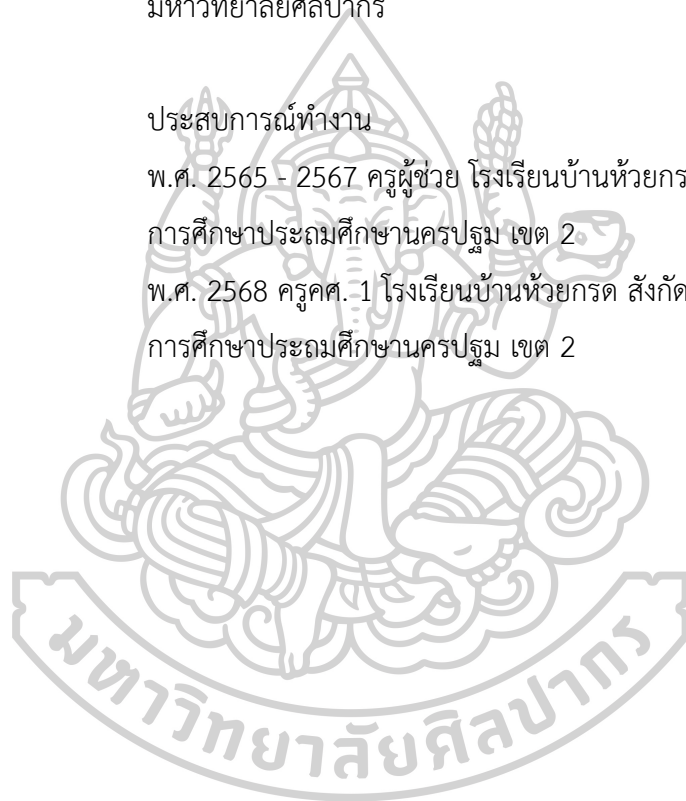 มหาวิทยาลัยศิลปากร
ประสบการณ์ทำงาน
พ.ศ. 2565 - 2567 ครูผู้ช่วย โรงเรียนบ้านห้วยกร
การศึกษาประถมศึกษานครปฐม เขต 2
พ.ศ. 2568 ครูคศ. 1 โรงเรียนบ้านห้วยกรด สังกัด
การศึกษาประถมศึกษานครปฐม เขต 2
มหาวิทยาลัยศิลปากร